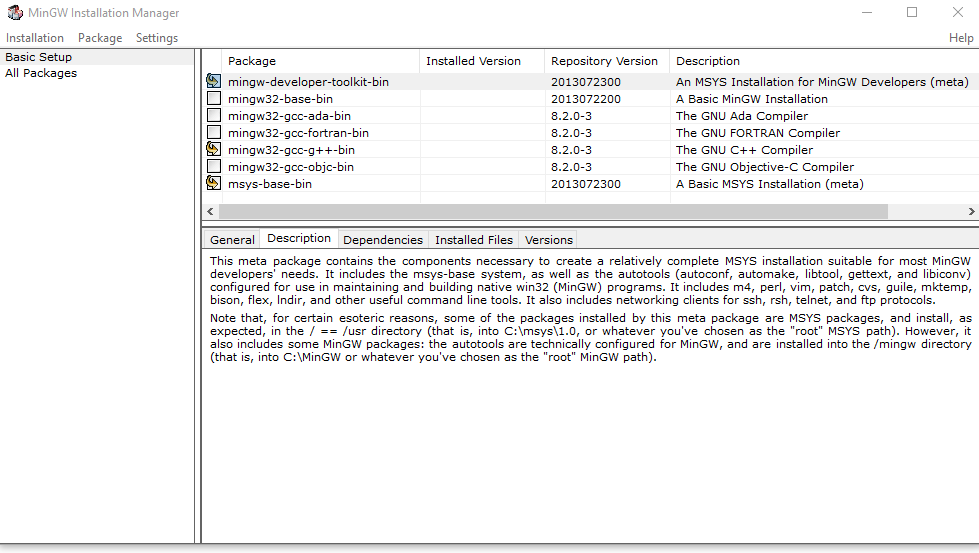 MinGW Installation Manager
Installation Package Settings Help
Basic Setup
All Packages
Package Installed Version Repository Version Description
mingw-developer-toolkit-bin 2013072300 An MSYS Installation for MinGW Developers (meta)
mingw32-base-bin 2013072200 A Basic MinGW Installation
mingw32-gcc-ada-bin 8.2.0-3 The GNU Ada Compiler
mingw32-gcc-fortran-bin 8.2.0-3 The GNU FORTRAN Compiler
mingw32-gcc-g++-bin 8.2.0-3 The GNU C++ Compiler
mingw32-gcc-objc-bin 8.2.0-3 The GNU Objective-C Compiler
msys-base-bin 2013072300 A Basic MSYS Installation (meta)
General Description Dependencies Installed Files Versions
This meta package contains the components necessary to create a relatively complete MSYS installation suitable for most MinGW
developers' needs. It includes the msys-base system, as well as the autotools (autoconf, automake, libtool, gettext, and libiconv)
configured for use in maintaining and building native win32 (MinGW) programs. It includes m4, perl, vim, patch, cvs, guile, mktemp,
bison, flex, lndir, and other useful command line tools. It also includes networking clients for ssh, rsh, telnet, and ftp protocols.
Note that, for certain esoteric reasons, some of the packages installed by this meta package are MSYS packages, and install, as
expected, in the / == /usr directory (that is, into C:\msys\1.0, or whatever you've chosen as the "root" MSYS path). However, it
also includes some MinGW packages: the autotools are technically configured for MinGW, and are installed into the /mingw directory
(that is, into C:\MinGW or whatever you've chosen as the "root" MinGW path).